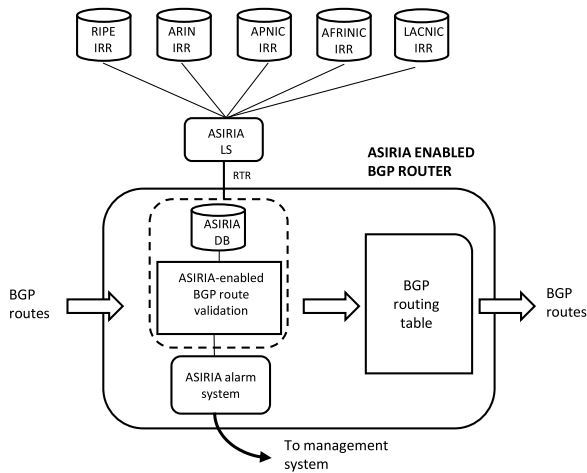 RIPE
IRR
ARIN
IRR
APNIC
IRR
AFRINIC
IRR
LACNIC
IRR
ASIRIA
LS
RTR
ASIRIA ENABLED
BGP ROUTER
ASIRIA
DB
ASIRIA-enabled
BGP route
validation
BGP
routes
BGP
routing
table
BGP
routes
ASIRIA alarm
system
To management
system